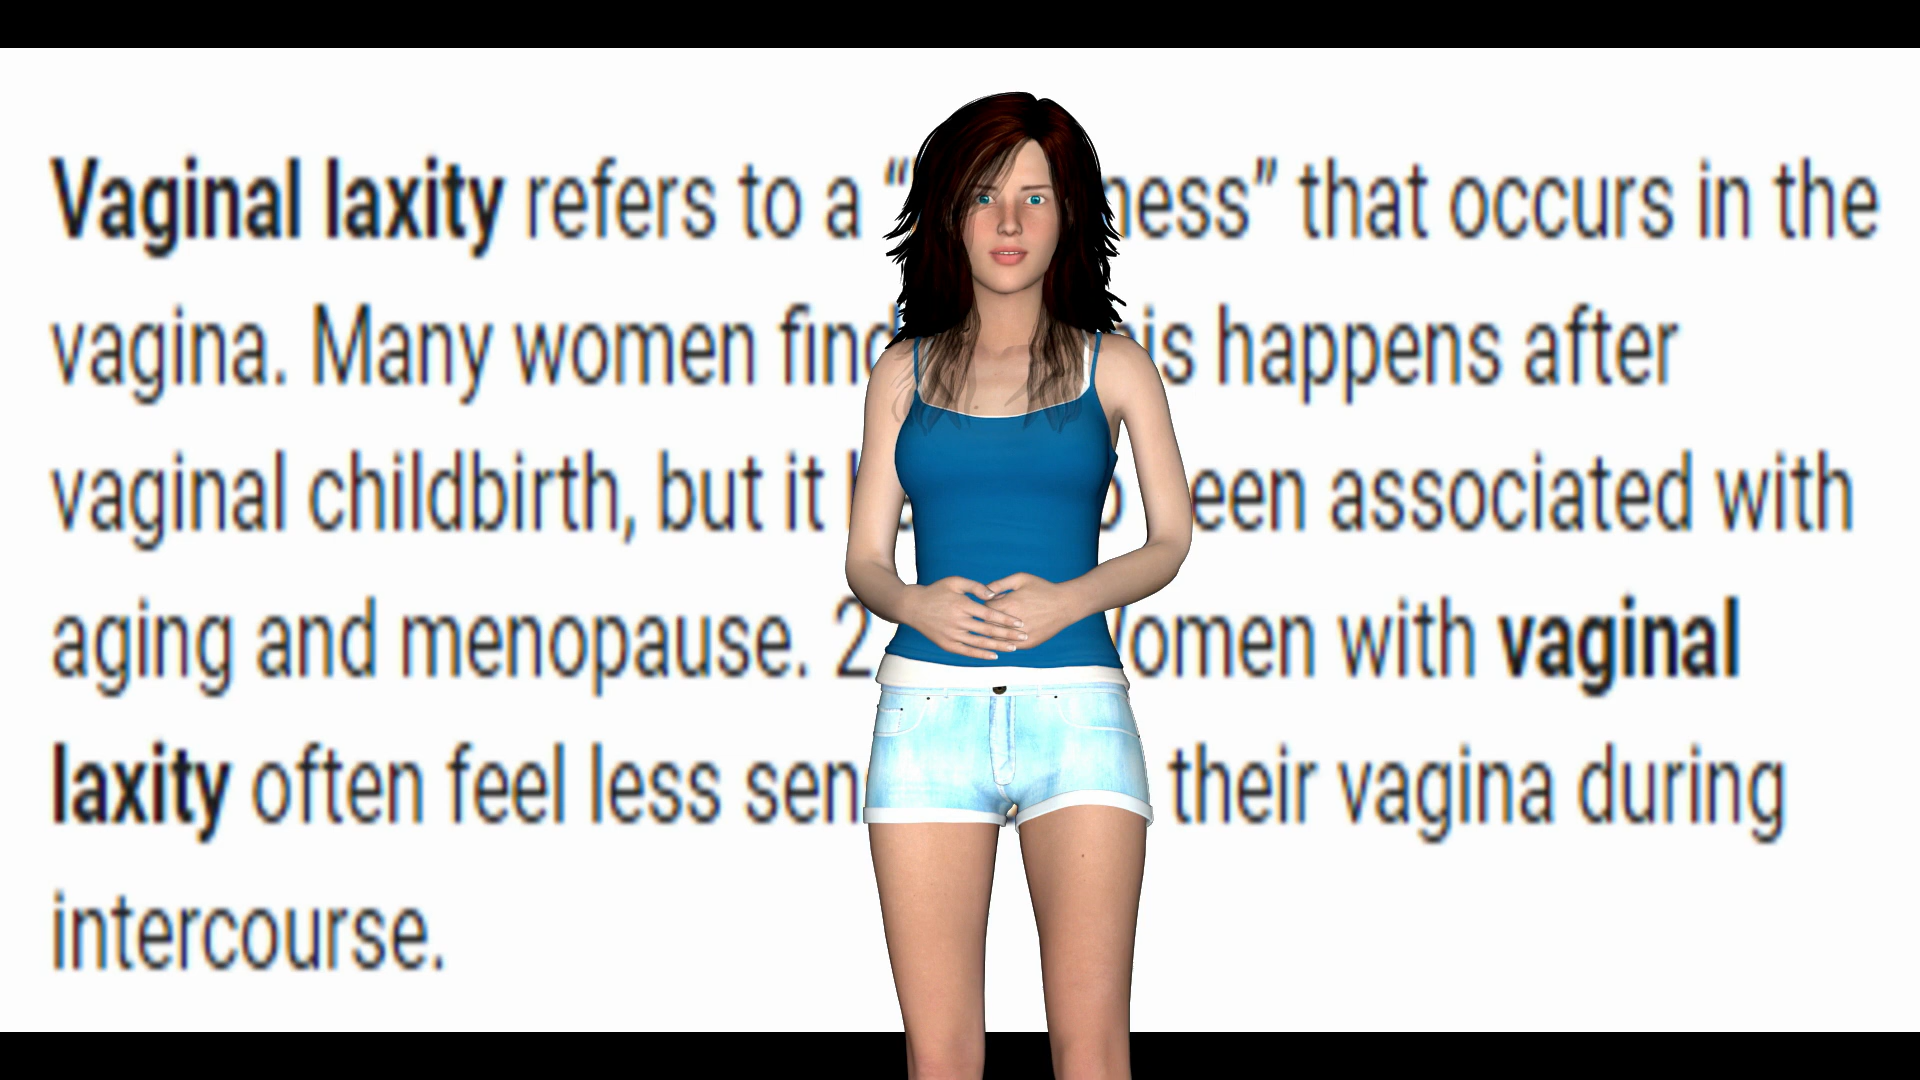 Vaginal laxity refers to a “ ness” that occurs in the
vagina. Many women find is happens after
vaginal childbirth, but it een associated with
aging and menopause. 2 omen with vaginal
laxity often feel less sen their vagina during
intercourse.